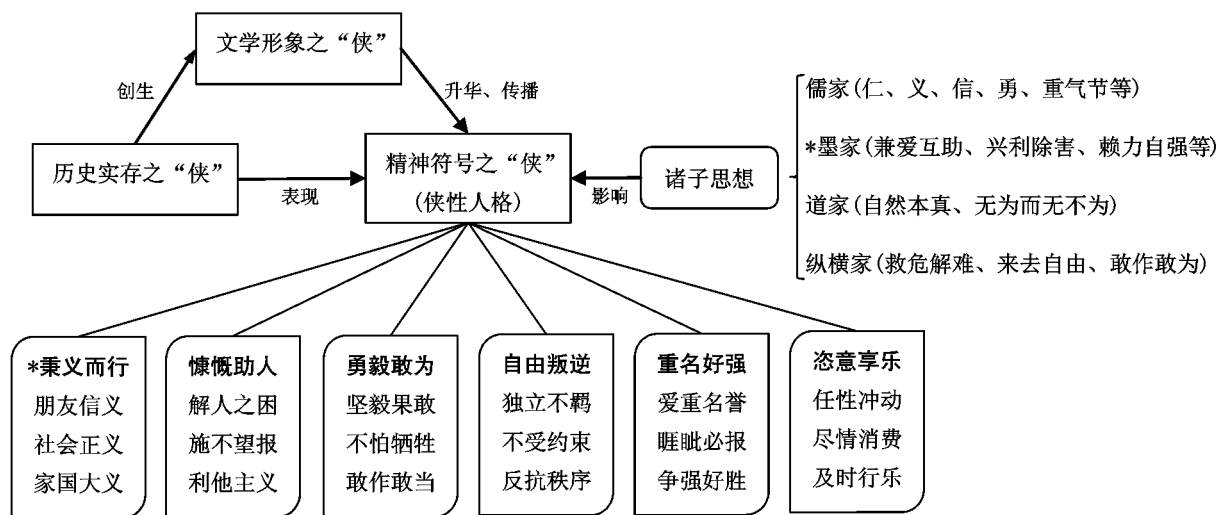 文学形象之“侠”
创生
升华、传播
历史实存之“侠”
表现
精神符号之“侠”
(侠性人格)
影响
诸子思想
儒家(仁、义、信、勇、重气节等)
*墨家(兼爱互助、兴利除害、赖力自强等)
道家(自然本真、无为而无不为)
纵横家(救危解难、来去自由、敢作敢为)
*秉义而行
朋友信义
社会正义
家国大义
慷慨助人
解人之困
施不望报
利他主义
勇毅敢为
坚毅果敢
不怕牺牲
敢作敢当
自由叛逆
独立不羁
不受约束
反抗秩序
重名好强
爱重名誉
睚眦必报
争强好胜
恣意享乐
任性冲动
尽情消费
及时行乐